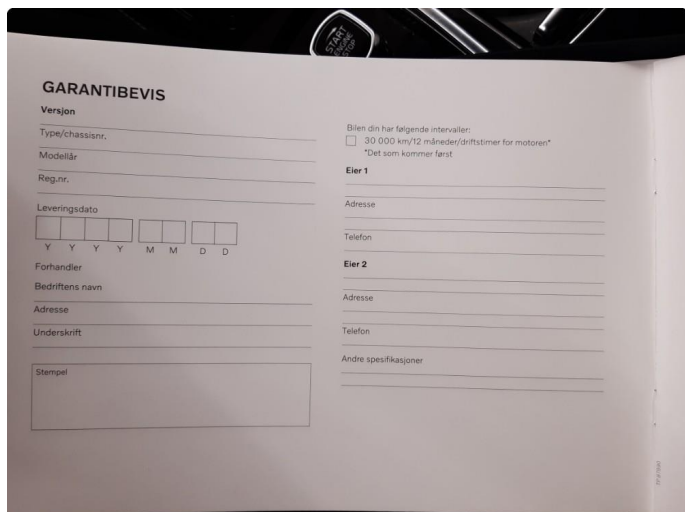 START
ENGINE
STOP
GARANTIBEVIS
Versjon
Type/chassisnr.
Modellår
Reg.nr.
Leveringsdato
Y Y Y Y M M D D
Forhandler
Bedriftens navn
Adresse
Underskrift
Stempel
Bilen din har følgende intervaller:
30 000 km/12 måneder/driftstimer for motoren*
*Det som kommer først
Eier 1
Adresse
Telefon
Eier 2
Adresse
Telefon
Andre spesifikasjoner